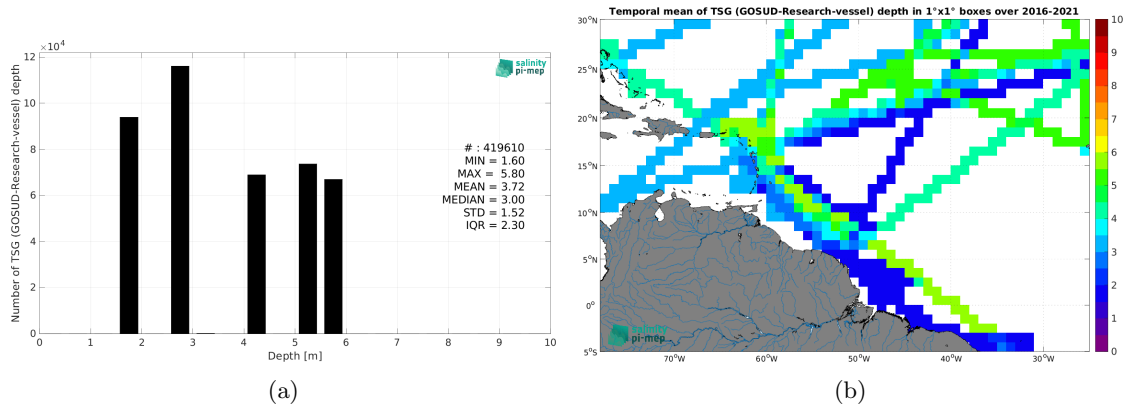 ×10⁴
12
10
8
6
4
2
0
Number of TSG (GOSUD-Research-vessel) depth
0 1 2 3 4 5 6 7 8 9 10
Depth [m]
salinity
pi-mep
# : 419610
MIN = 1.60
MAX = 5.80
MEAN = 3.72
MEDIAN = 3.00
STD = 1.52
IQR = 2.30
(a)
Temporal mean of TSG (GOSUD-Research-vessel) depth in 1°x1° boxes over 2016-2021
30°N
25°N
20°N
15°N
10°N
5°N
0°
5°S
70°W 60°W 50°W 40°W 30°W
salinity
pi-mep
10
9
8
7
6
5
4
3
2
1
0
(b)